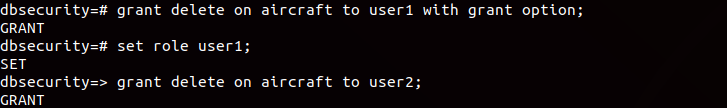 dbsecurity=# grant delete on aircraft to user1 with grant option;
GRANT
dbsecurity=# set role user1;
SET
dbsecurity=> grant delete on aircraft to user2;
GRANT